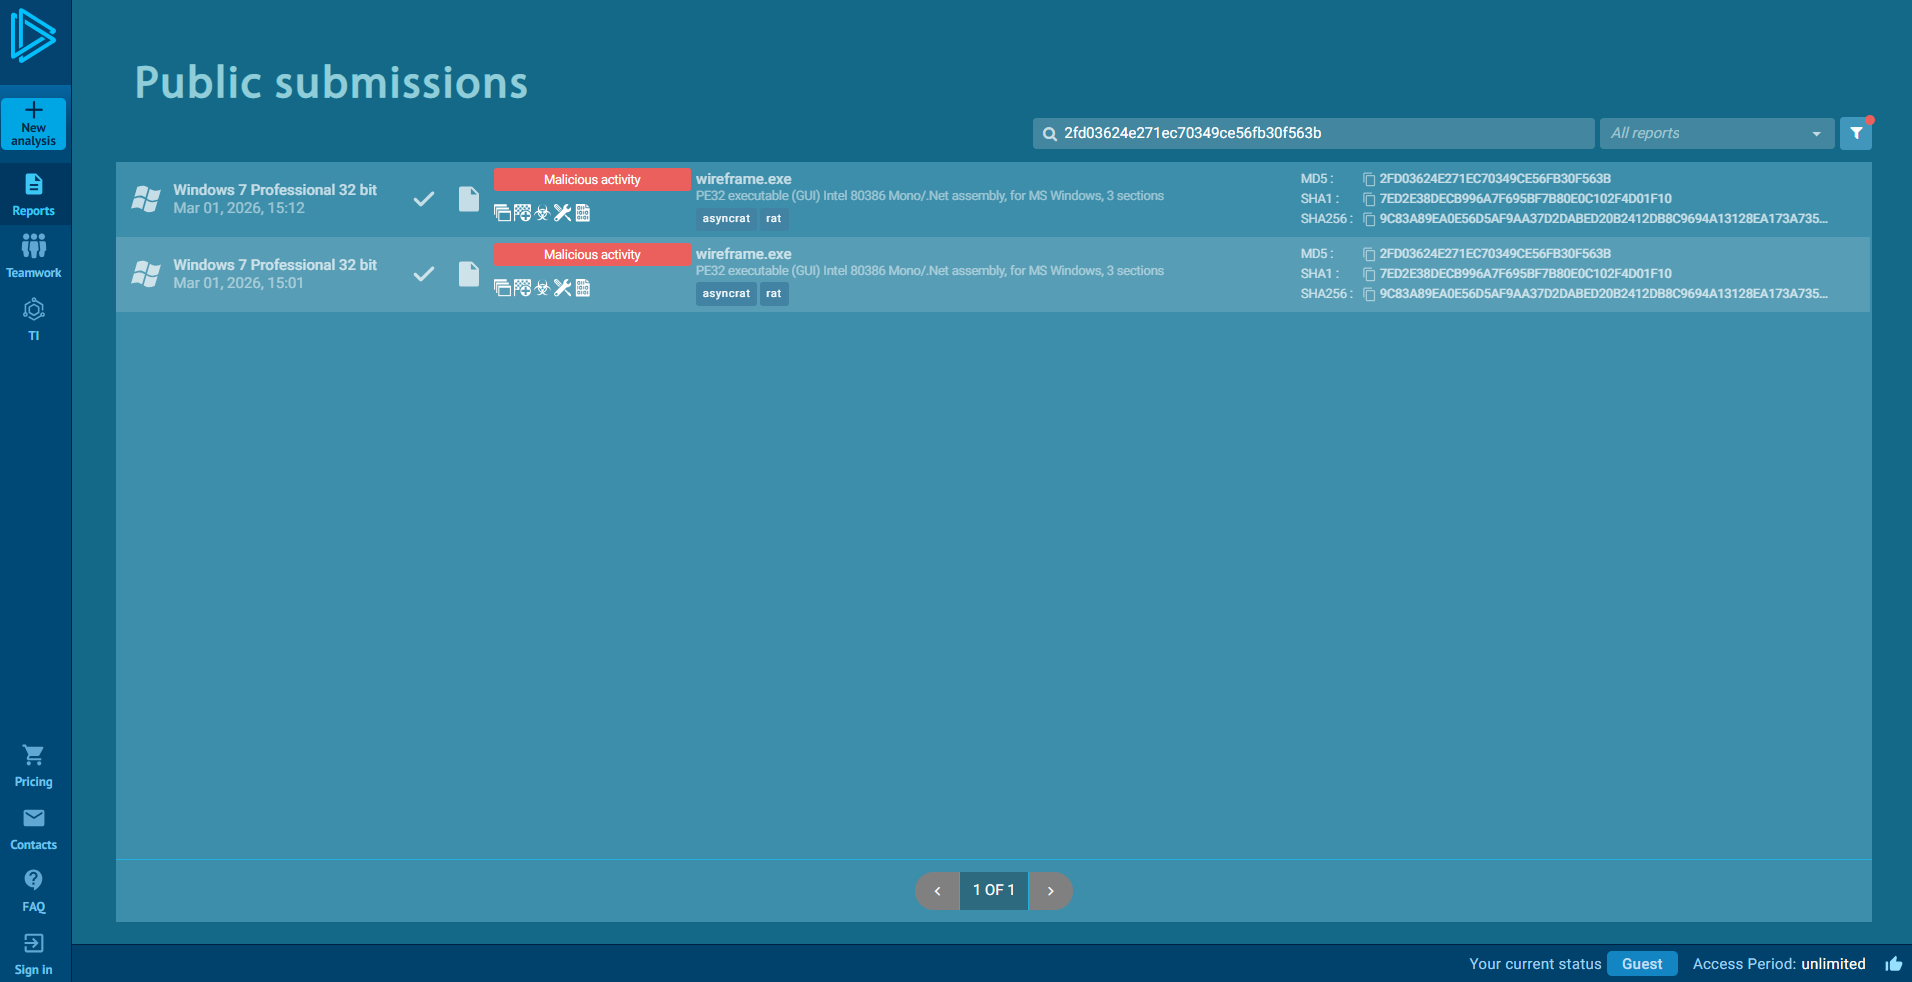 Public submissions
New
analysis
Reports
Teamwork
TI
Pricing
Contacts
FAQ
Sign in
2fd03624e271ec70349ce56fb30f563b
All reports
Windows 7 Professional 32 bit
Mar 01, 2026, 15:12
Malicious activity
wireframe.exe
PE32 executable (GUI) Intel 80386 Mono/.Net assembly, for MS Windows, 3 sections
asyncrat rat
MD5 : 2FD03624E271EC70349CE56FB30F563B
SHA1 : 7ED2E38DECB996A7F695BF7B80E0C102F4D01F10
SHA256 : 9C83A89EA0E56D5AF9AA37D2DABED20B2412DB8C9694A13128EA173A735...
Windows 7 Professional 32 bit
Mar 01, 2026, 15:01
Malicious activity
wireframe.exe
PE32 executable (GUI) Intel 80386 Mono/.Net assembly, for MS Windows, 3 sections
asyncrat rat
MD5 : 2FD03624E271EC70349CE56FB30F563B
SHA1 : 7ED2E38DECB996A7F695BF7B80E0C102F4D01F10
SHA256 : 9C83A89EA0E56D5AF9AA37D2DABED20B2412DB8C9694A13128EA173A735...
1 OF 1
Your current status Guest Access Period: unlimited